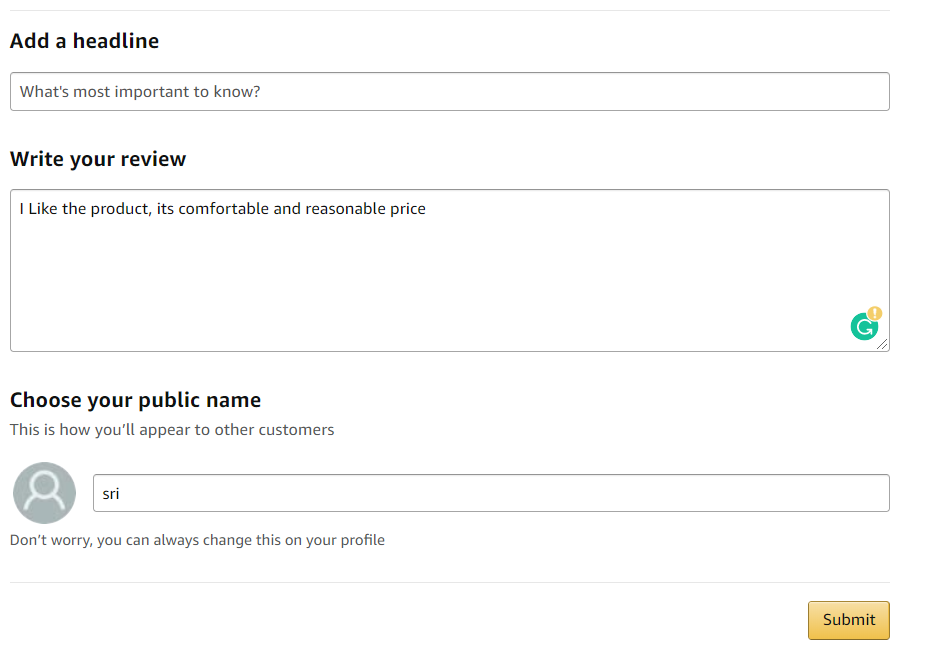 Add a headline
What's most important to know?
Write your review
I Like the product, its comfortable and reasonable price
Choose your public name
This is how you’ll appear to other customers
sri
Don’t worry, you can always change this on your profile
Submit